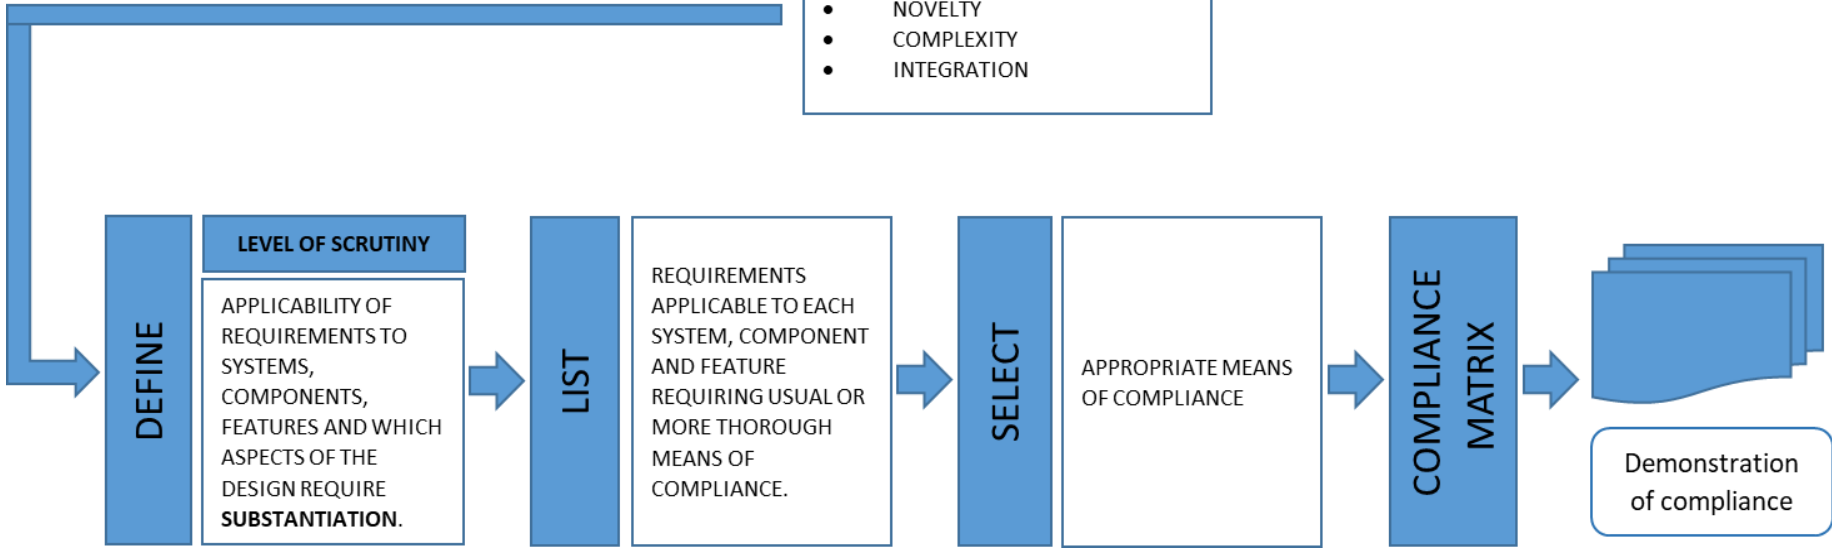 • NOVELTY
• COMPLEXITY
• INTEGRATION
DEFINE
LEVEL OF SCRUTINY
APPLICABILITY OF
REQUIREMENTS TO
SYSTEMS,
COMPONENTS,
FEATURES AND WHICH
ASPECTS OF THE
DESIGN REQUIRE
SUBSTANTIATION.
LIST
REQUIREMENTS
APPLICABLE TO EACH
SYSTEM, COMPONENT
AND FEATURE
REQUIRING USUAL OR
MORE THOROUGH
MEANS OF
COMPLIANCE.
SELECT
APPROPRIATE MEANS
OF COMPLIANCE
COMPLIANCE
MATRIX
Demonstration
of compliance